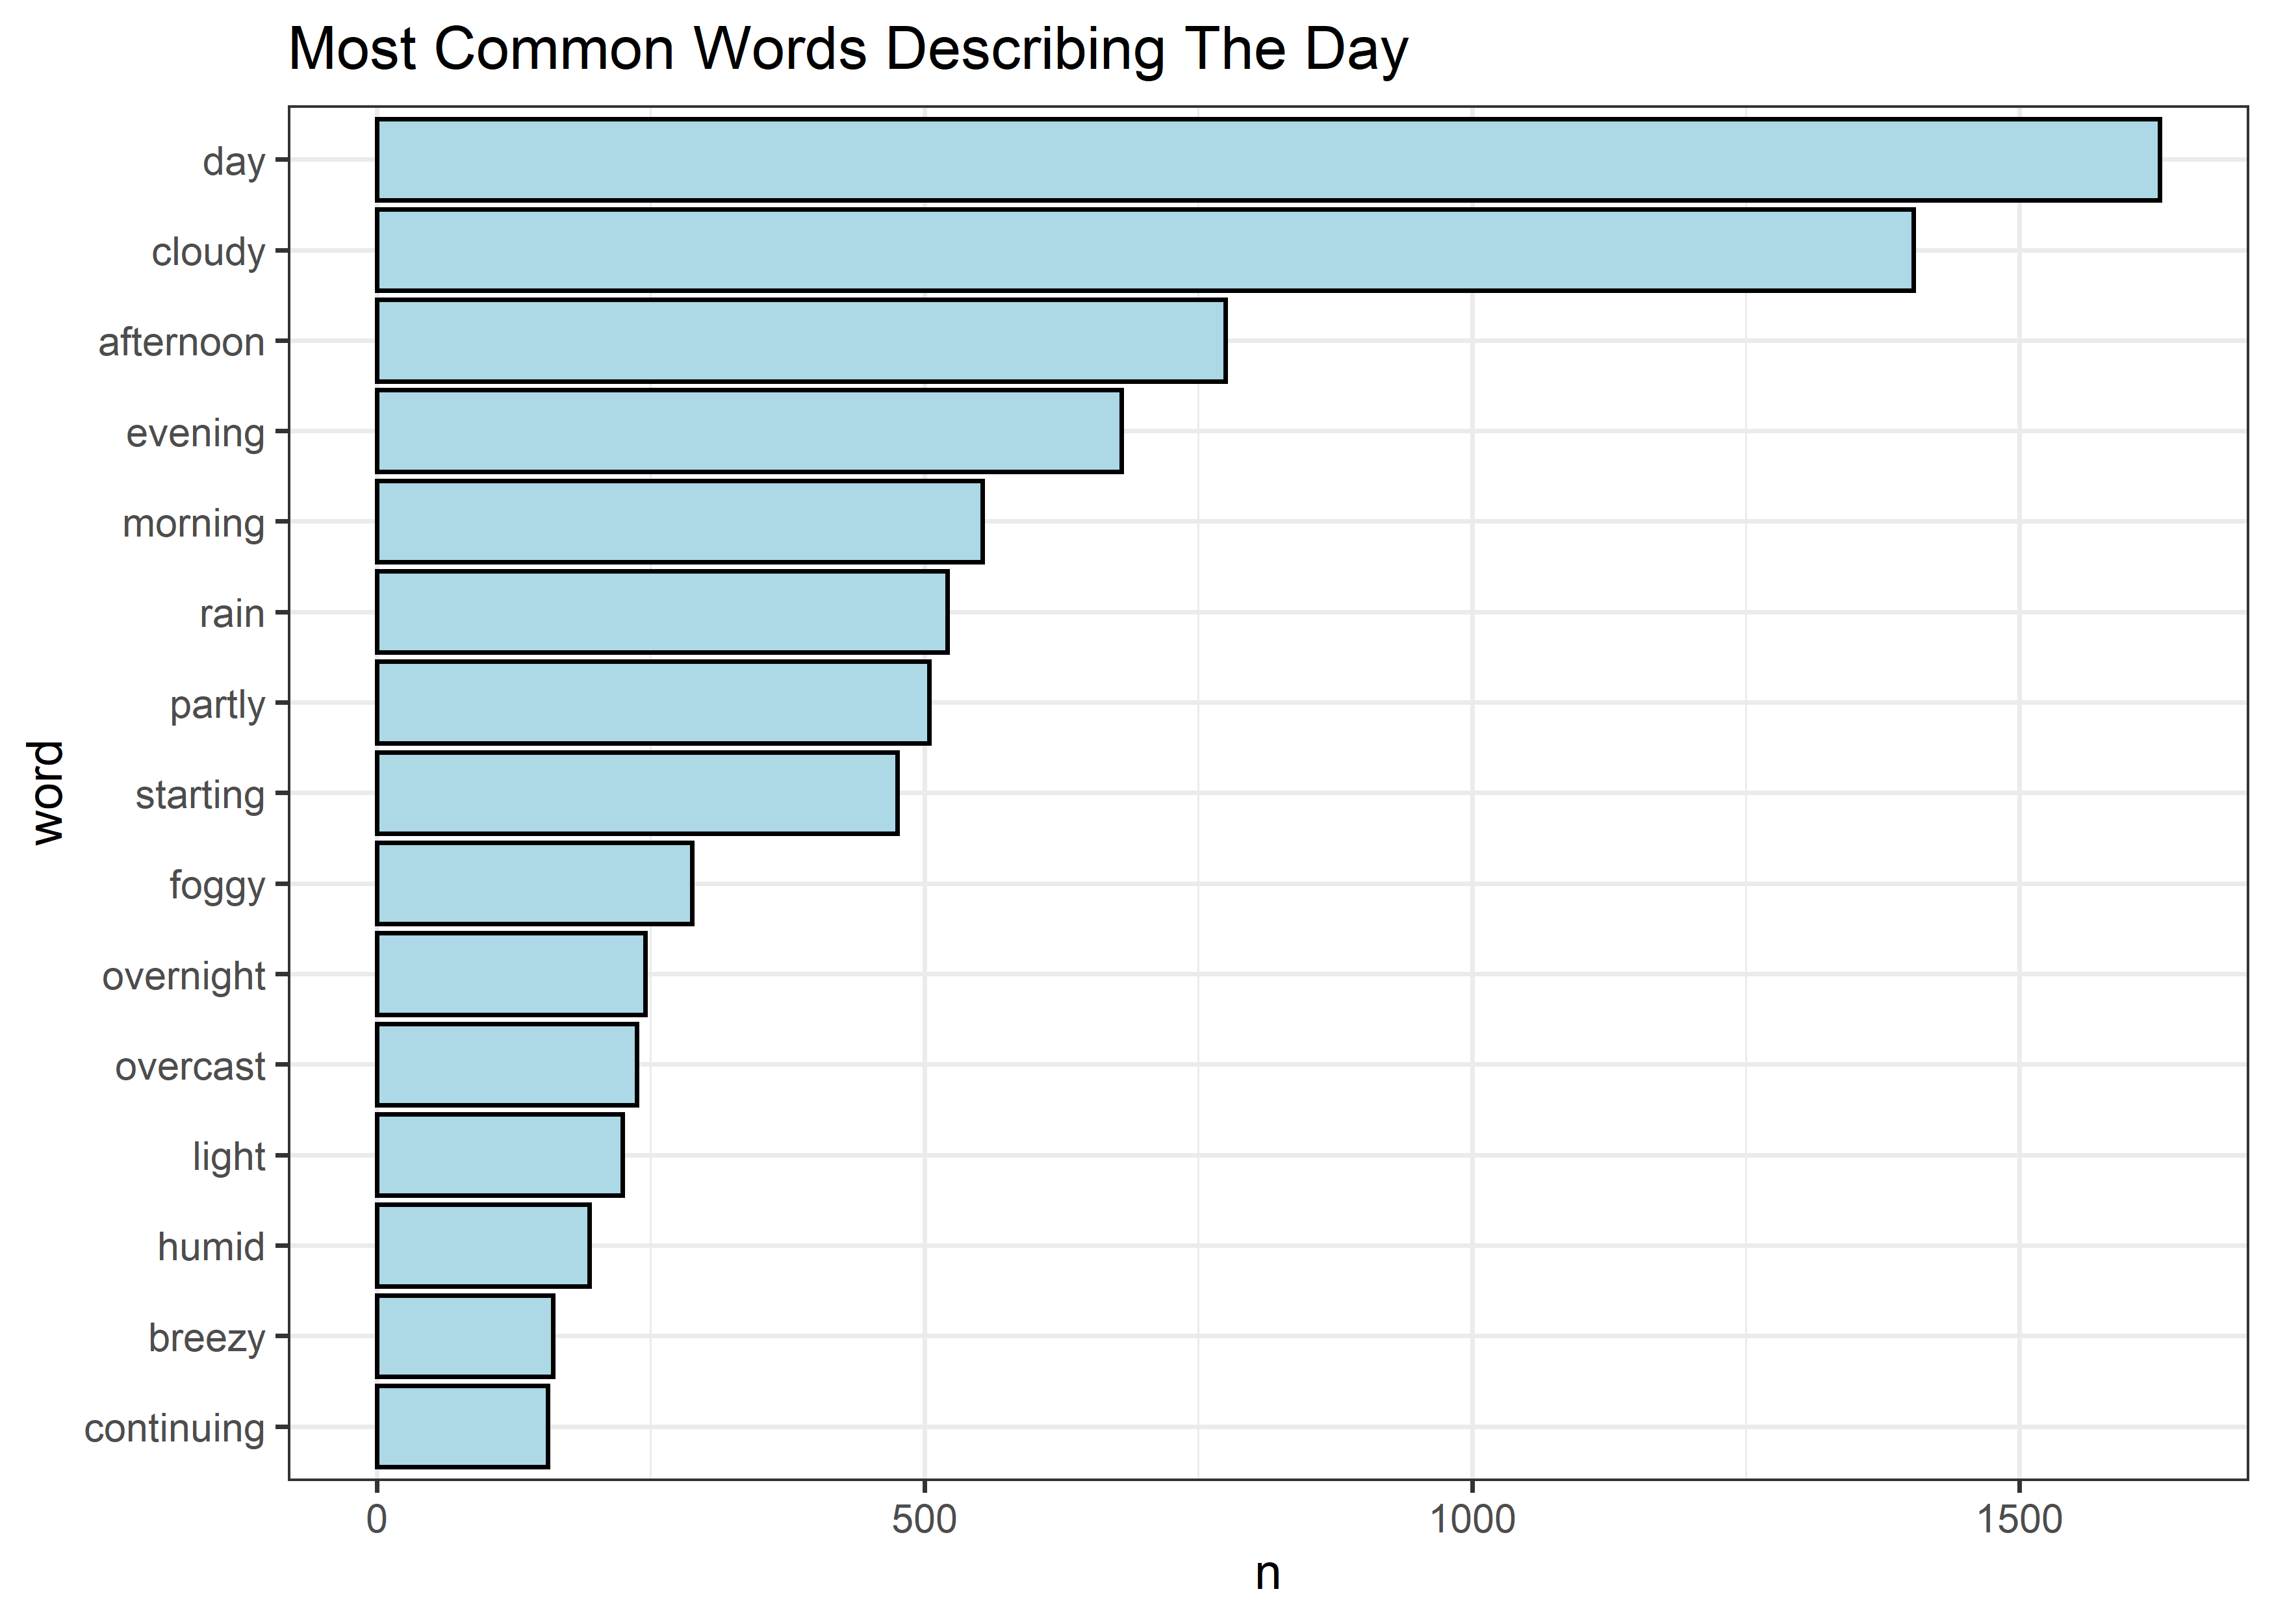 Most Common Words Describing The Day
day
cloudy
afternoon
evening
morning
rain
partly
starting
foggy
overnight
overcast
light
humid
breezy
continuing
word
0 500 1000 1500
n